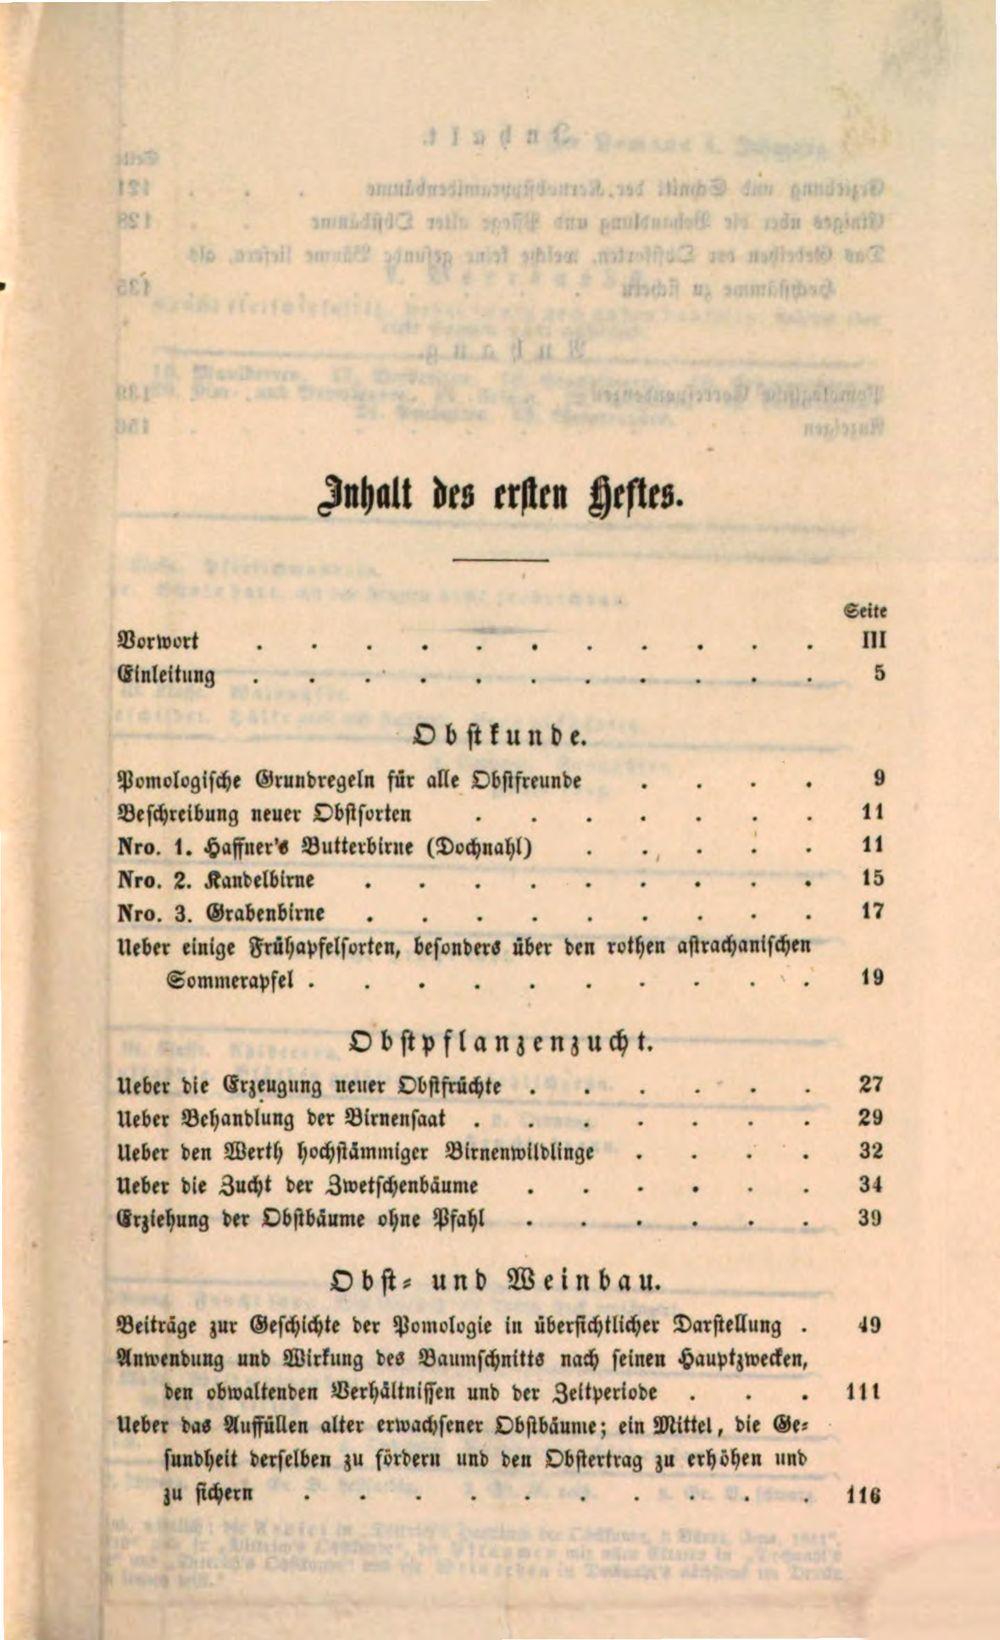 Inhalt des ersten Heftes.
Seite
Vorwort . . . . . . . . . . . III
Einleitung . . . . . . . . . . . 5
Obstkunde.
Pomologische Grundregeln für alle Obstfreunde . . . . 9
Beschreibung neuer Obstsorten . . . . . . . 11
Nro. 1. Haffner's Butterbirne (Dochnahl) . . . . . 11
Nro. 2. Kandelbirne . . . . . . . . . 15
Nro. 3. Grabenbirne . . . . . . . . . 17
Ueber einige Frühapfelsorten, besonders über den rothen astrachanischen
Sommerapfel . . . . . . . . . . 19
Obstpflanzenzucht.
Ueber die Erzeugung neuer Obstfrüchte . . . . . . 27
Ueber Behandlung der Birnensaat . . . . . . . 29
Ueber den Werth hochstämmiger Birnenwildlinge . . . . 32
Ueber die Zucht der Zwetschenbäume . . . . . . 34
Erziehung der Obstbäume ohne Pfahl . . . . . . 39
Obst- und Weinbau.
Beiträge zur Geschichte der Pomologie in übersichtlicher Darstellung . 49
Anwendung und Wirkung des Baumschnitts nach seinen Hauptzwecken,
den obwaltenden Verhältnissen und der Zeitperiode . . . 111
Ueber das Auffüllen alter erwachsener Obstbäume; ein Mittel, die Ge-
sundheit derselben zu fördern und den Obstertrag zu erhöhen und
zu sichern . . . . . . . . . . 116